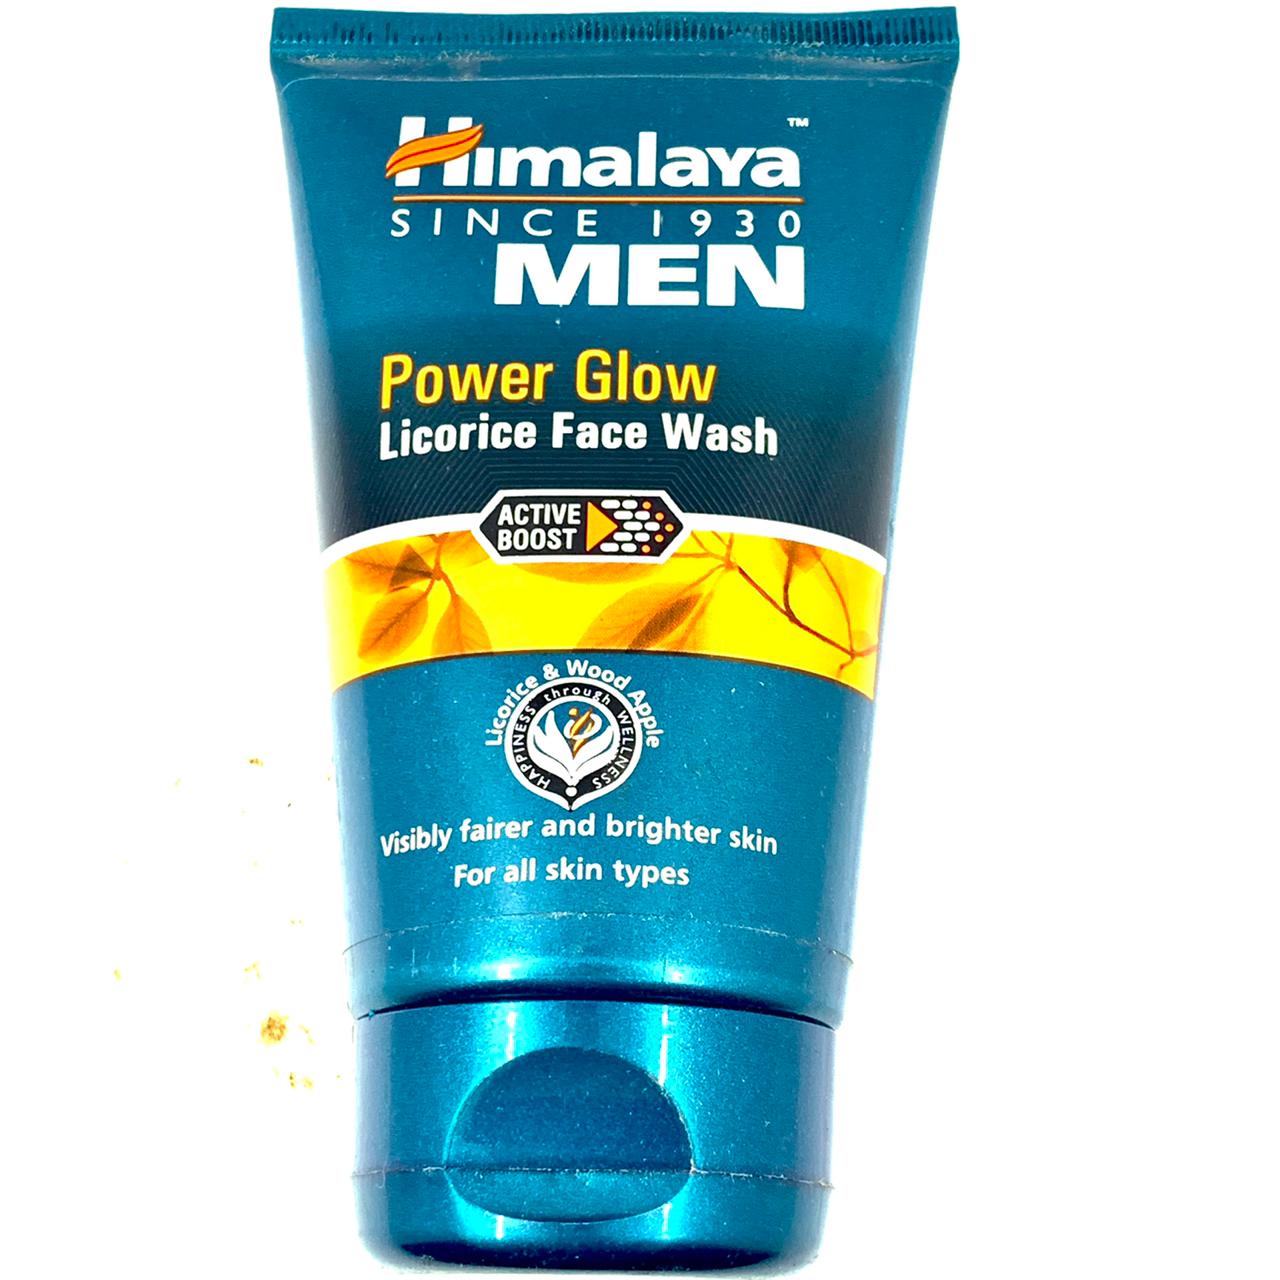 Himalaya™
SINCE 1930
MEN
Power Glow
Licorice Face Wash
ACTIVE
BOOST
Licorice & Wood Apple
HAPPINESS through WELLNESS
Visibly fairer and brighter skin
For all skin types